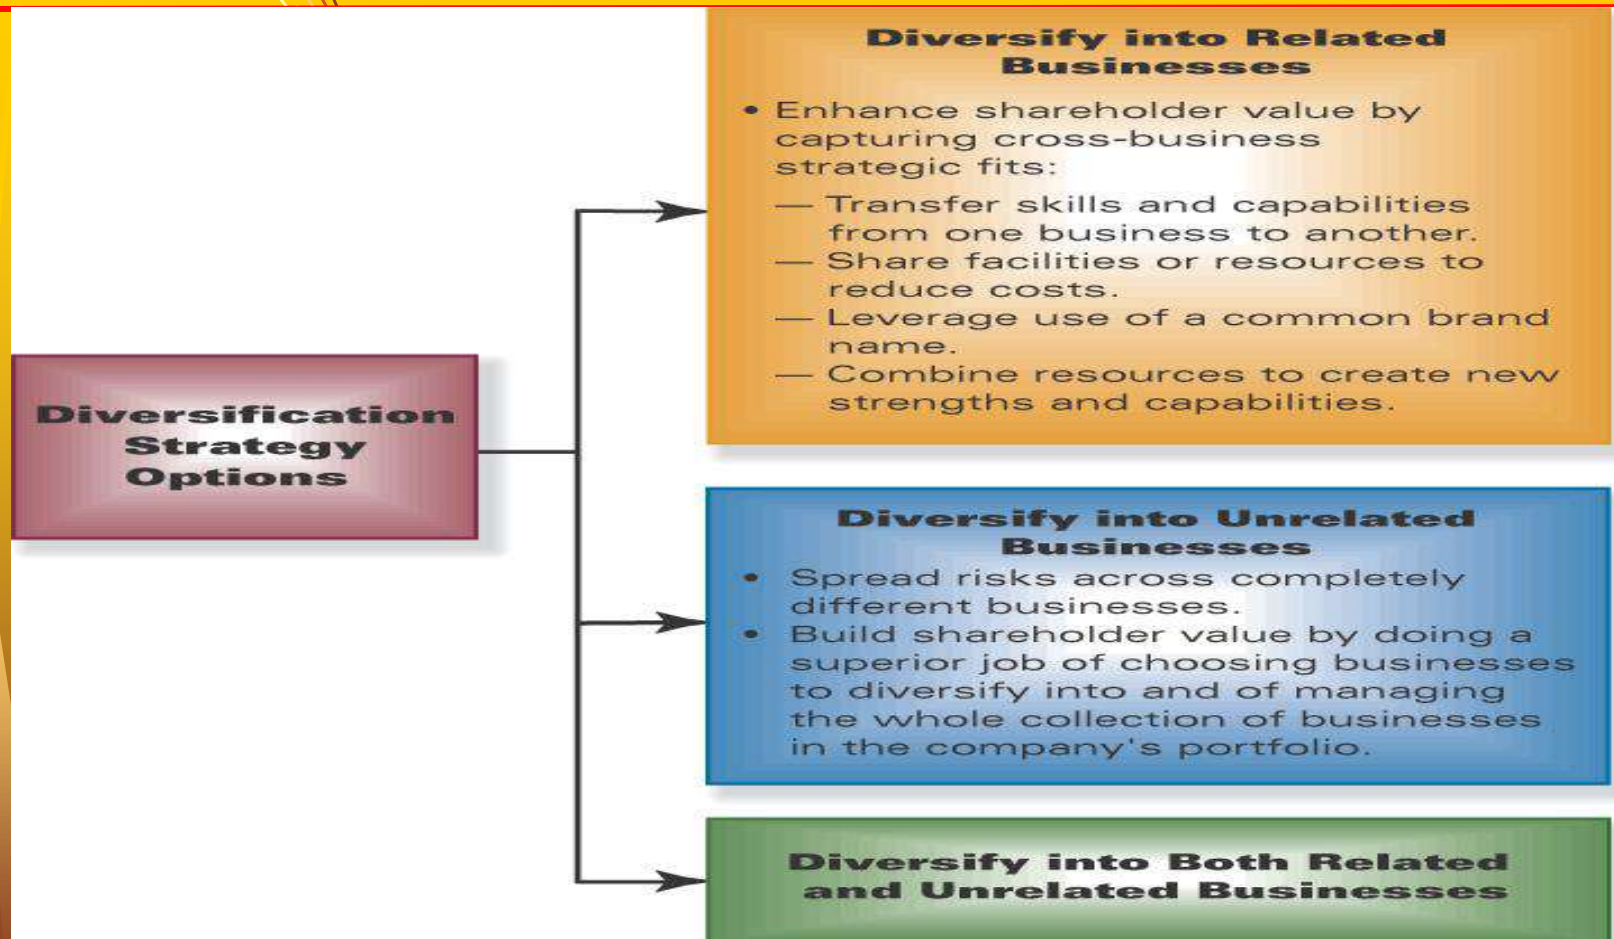 Diversification
Strategy
Options
Diversify into Related
Businesses
• Enhance shareholder value by
capturing cross-business
strategic fits:
— Transfer skills and capabilities
from one business to another.
— Share facilities or resources to
reduce costs.
— Leverage use of a common brand
name.
— Combine resources to create new
strengths and capabilities.
Diversify into Unrelated
Businesses
• Spread risks across completely
different businesses.
• Build shareholder value by doing a
superior job of choosing businesses
to diversify into and of managing
the whole collection of businesses
in the company's portfolio.
Diversify into Both Related
and Unrelated Businesses